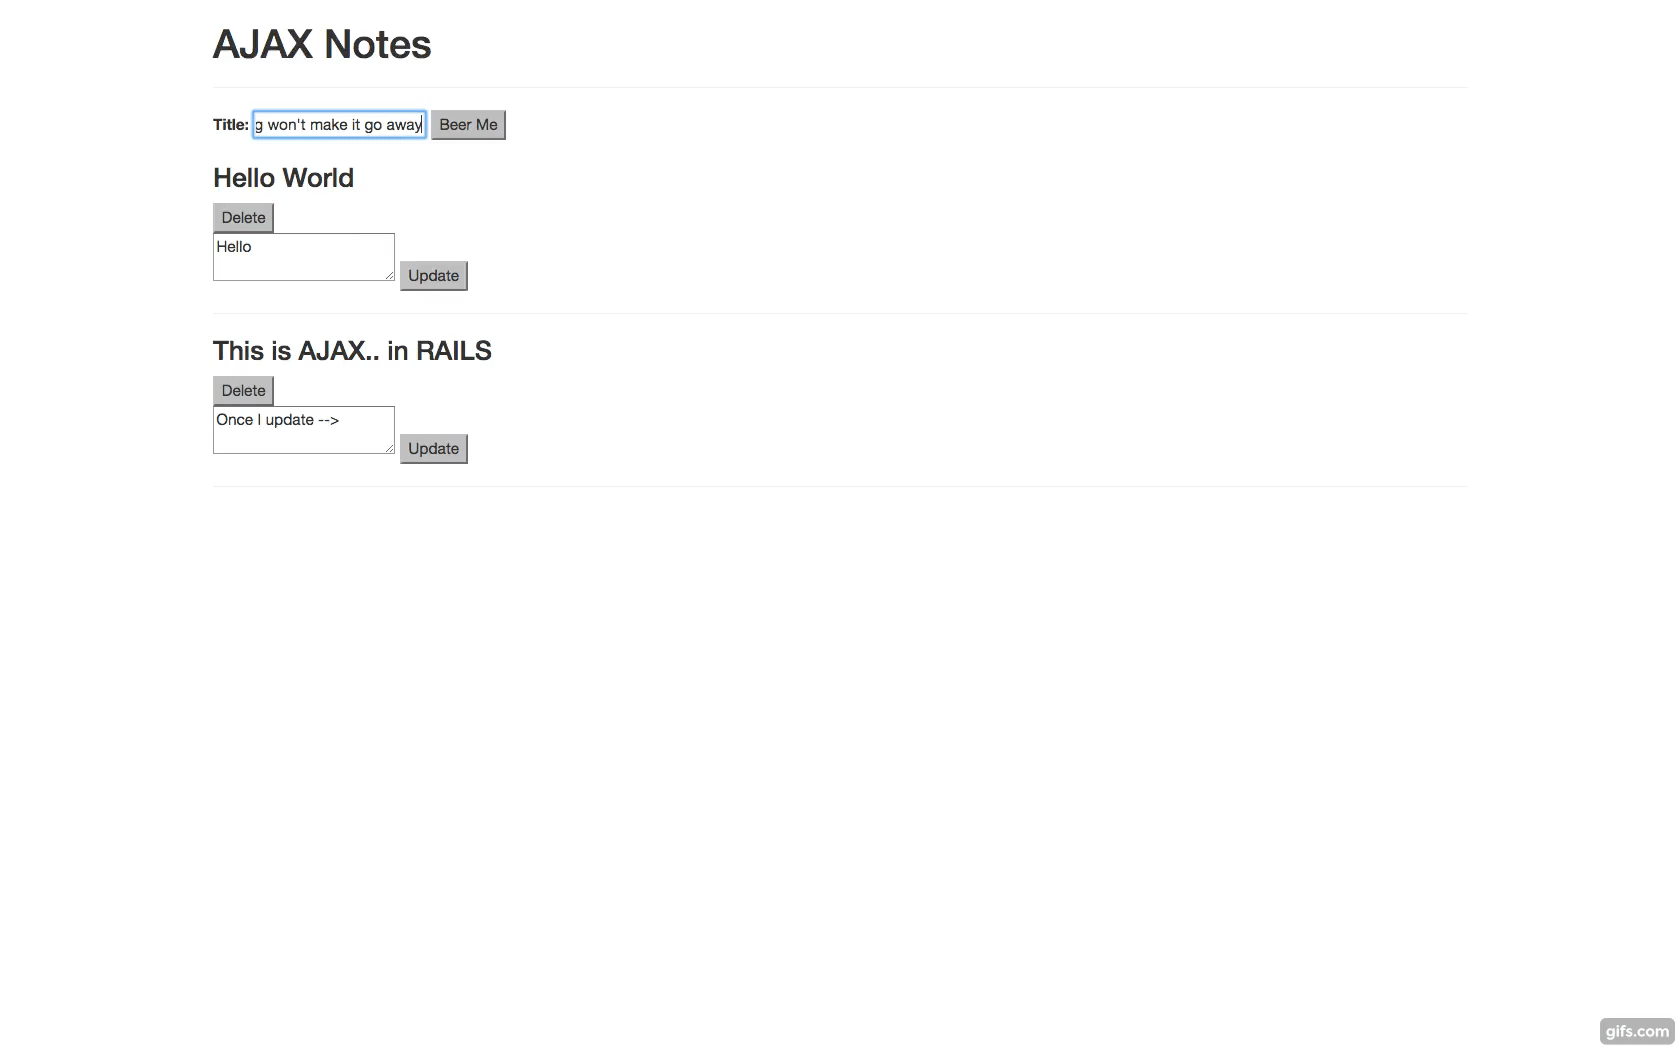 AJAX Notes
Title: g won't make it go away Beer Me
Hello World
Delete
Hello
Update
This is AJAX.. in RAILS
Delete
Once I update -->
Update
gifs.com